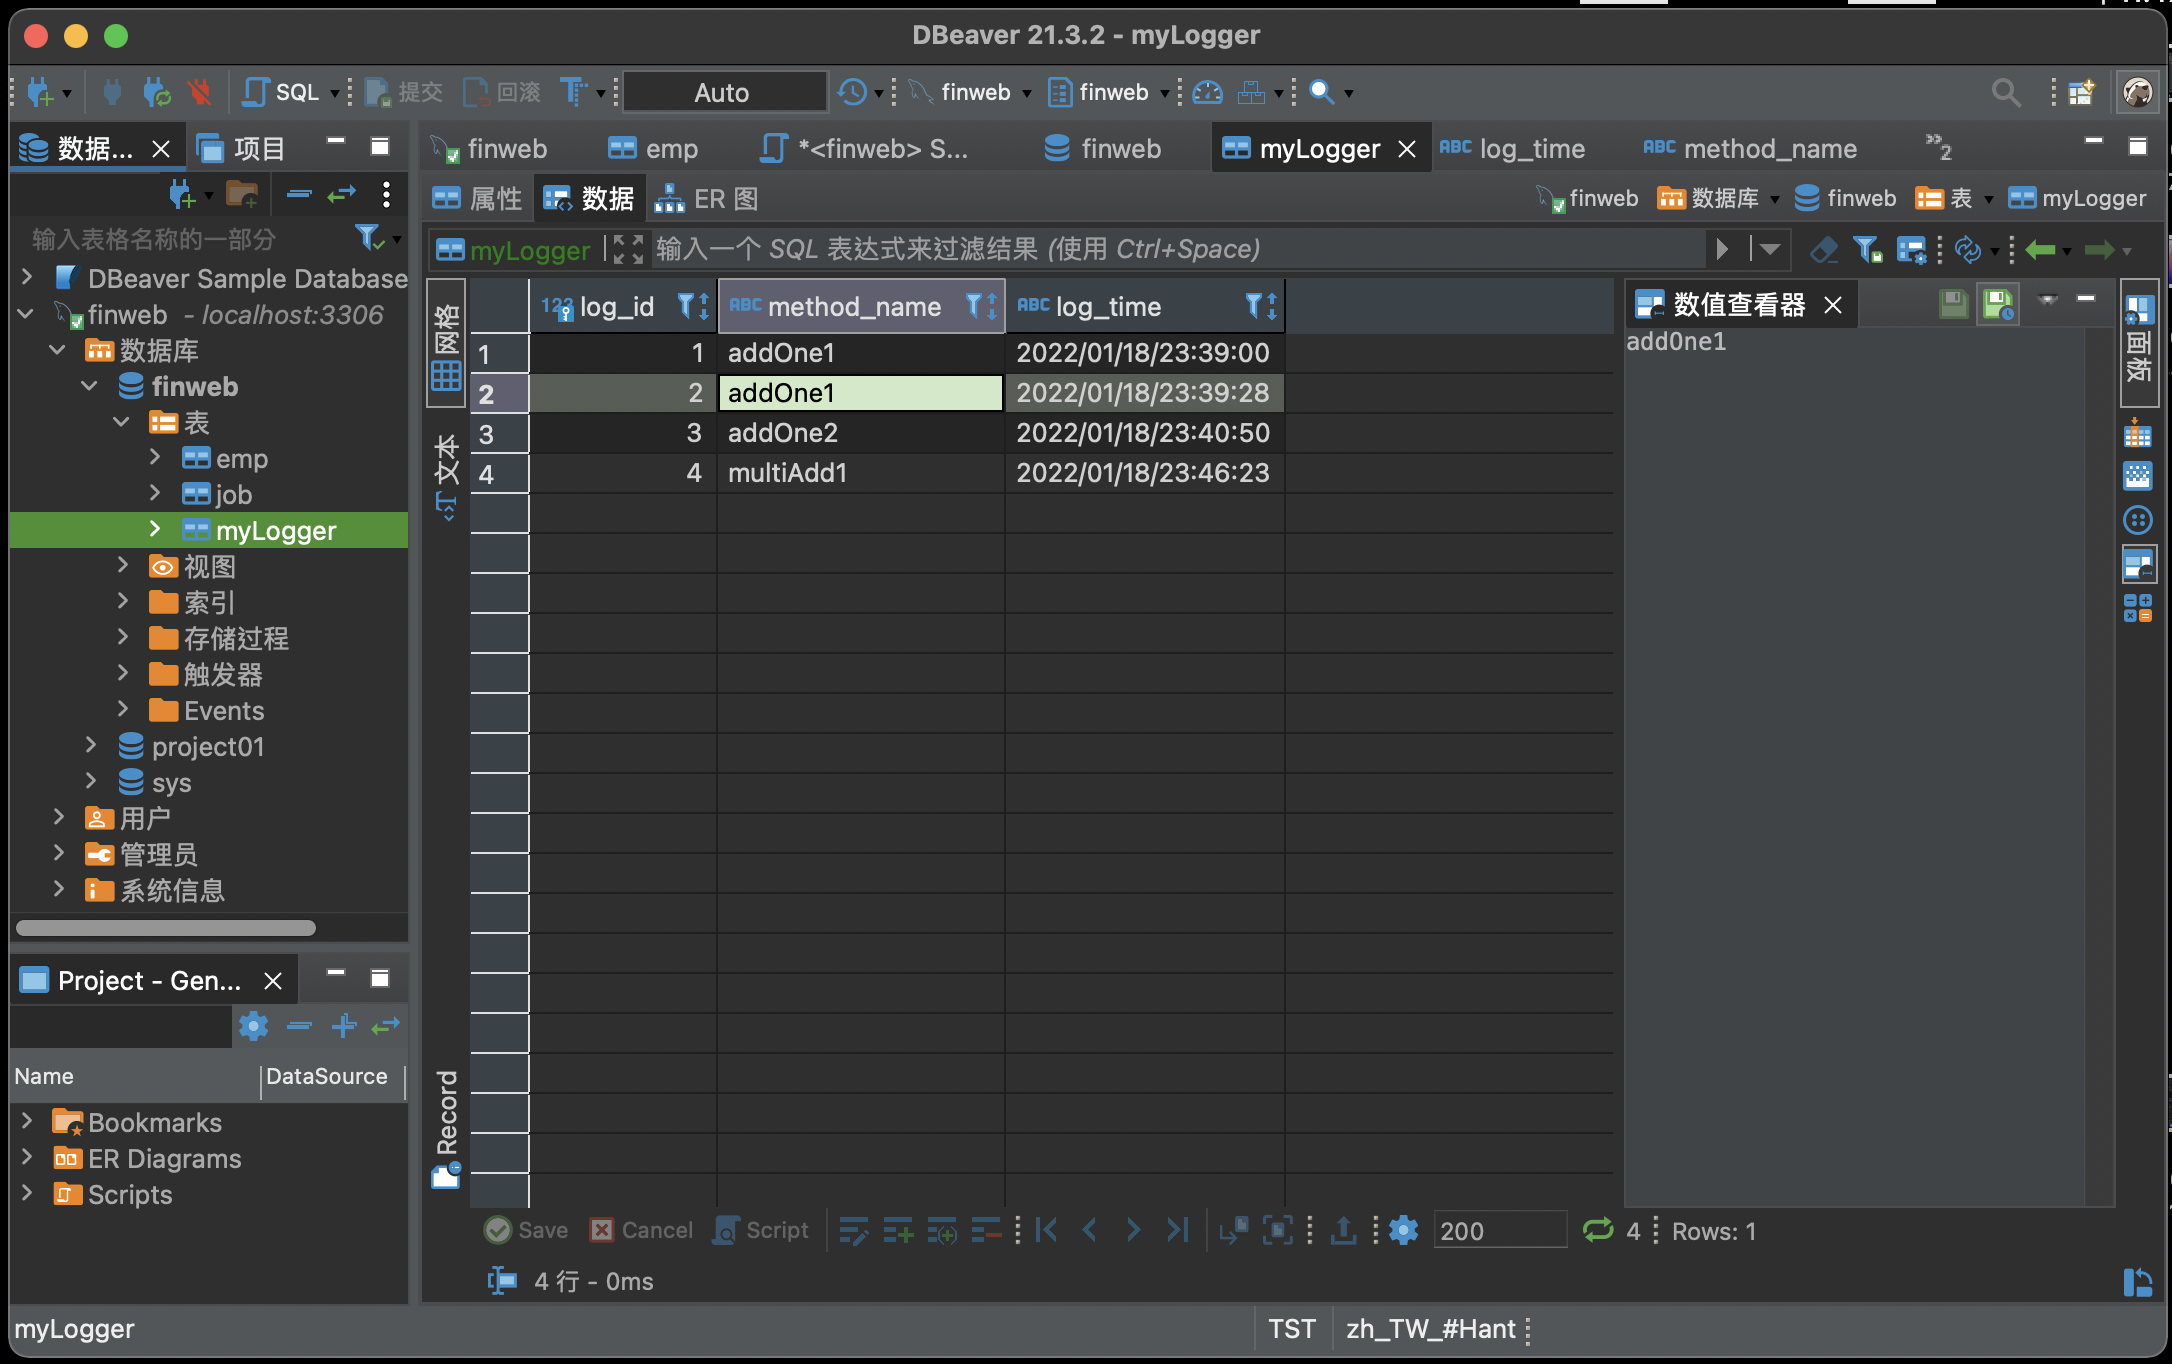 DBeaver 21.3.2 - myLogger
SQL 提交 回滚 Auto finweb finweb
数据... 项目
finweb emp *<finweb> S... finweb myLogger ABC log_time ABC method_name »2
属性 数据 ER 图 finweb 数据库 finweb 表 myLogger
输入表格名称的一部分
myLogger 输入一个 SQL 表达式来过滤结果 (使用 Ctrl+Space)
DBeaver Sample Database
finweb - localhost:3306
数据库
finweb
表
emp
job
myLogger
视图
索引
存储过程
触发器
Events
project01
sys
用户
管理员
系统信息
Project - Gen...
Name DataSource
Bookmarks
ER Diagrams
Scripts
网格
文本
Record
123 log_id ABC method_name ABC log_time
1 1 addOne1 2022/01/18/23:39:00
2 2 addOne1 2022/01/18/23:39:28
3 3 addOne2 2022/01/18/23:40:50
4 4 multiAdd1 2022/01/18/23:46:23
数值查看器
addOne1
面板
Save Cancel Script 200 4 Rows: 1
4 行 - 0ms
myLogger TST zh_TW_#Hant